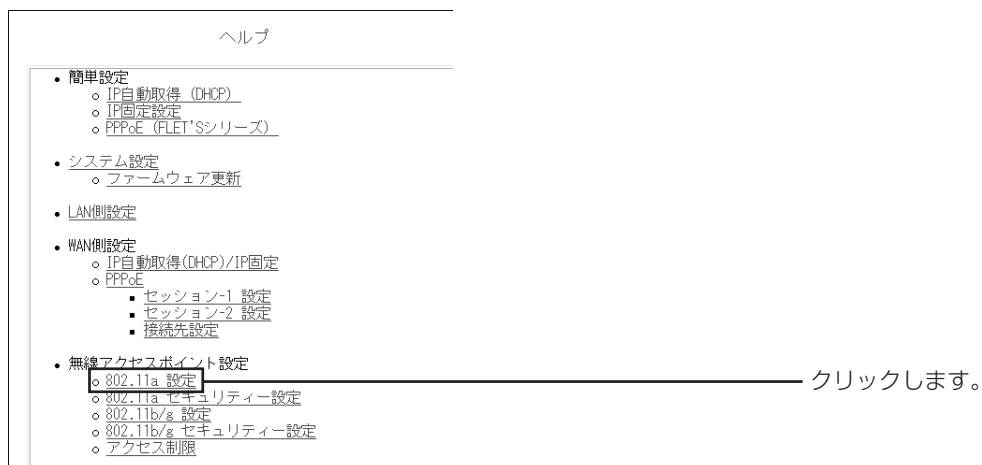 ヘルプ
簡単設定
IP自動取得 (DHCP)
IP固定設定
PPPoE (FLET'Sシリーズ)
システム設定
ファームウェア更新
LAN側設定
WAN側設定
IP自動取得(DHCP)/IP固定
PPPoE
セッション-1 設定
セッション-2 設定
接続先設定
無線アクセスポイント設定
802.11a 設定
クリックします。
802.11a セキュリティー設定
802.11b/g 設定
802.11b/g セキュリティー設定
アクセス制限